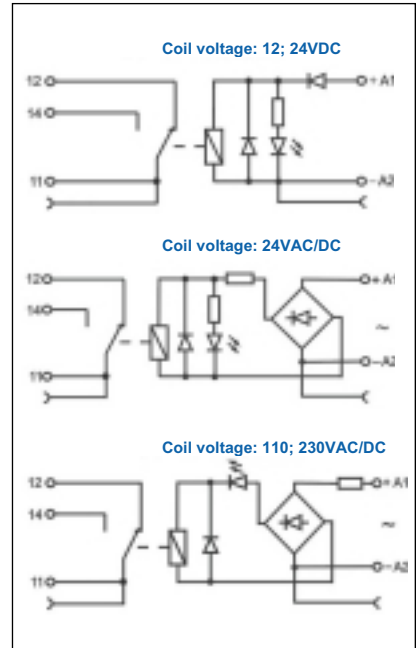 Coil voltage: 12; 24VDC
12
+ A1
14
11
- A2
Coil voltage: 24VAC/DC
12
+ A1
14
~
- A2
11
Coil voltage: 110; 230VAC/DC
12
+ A1
14
~
11
- A2